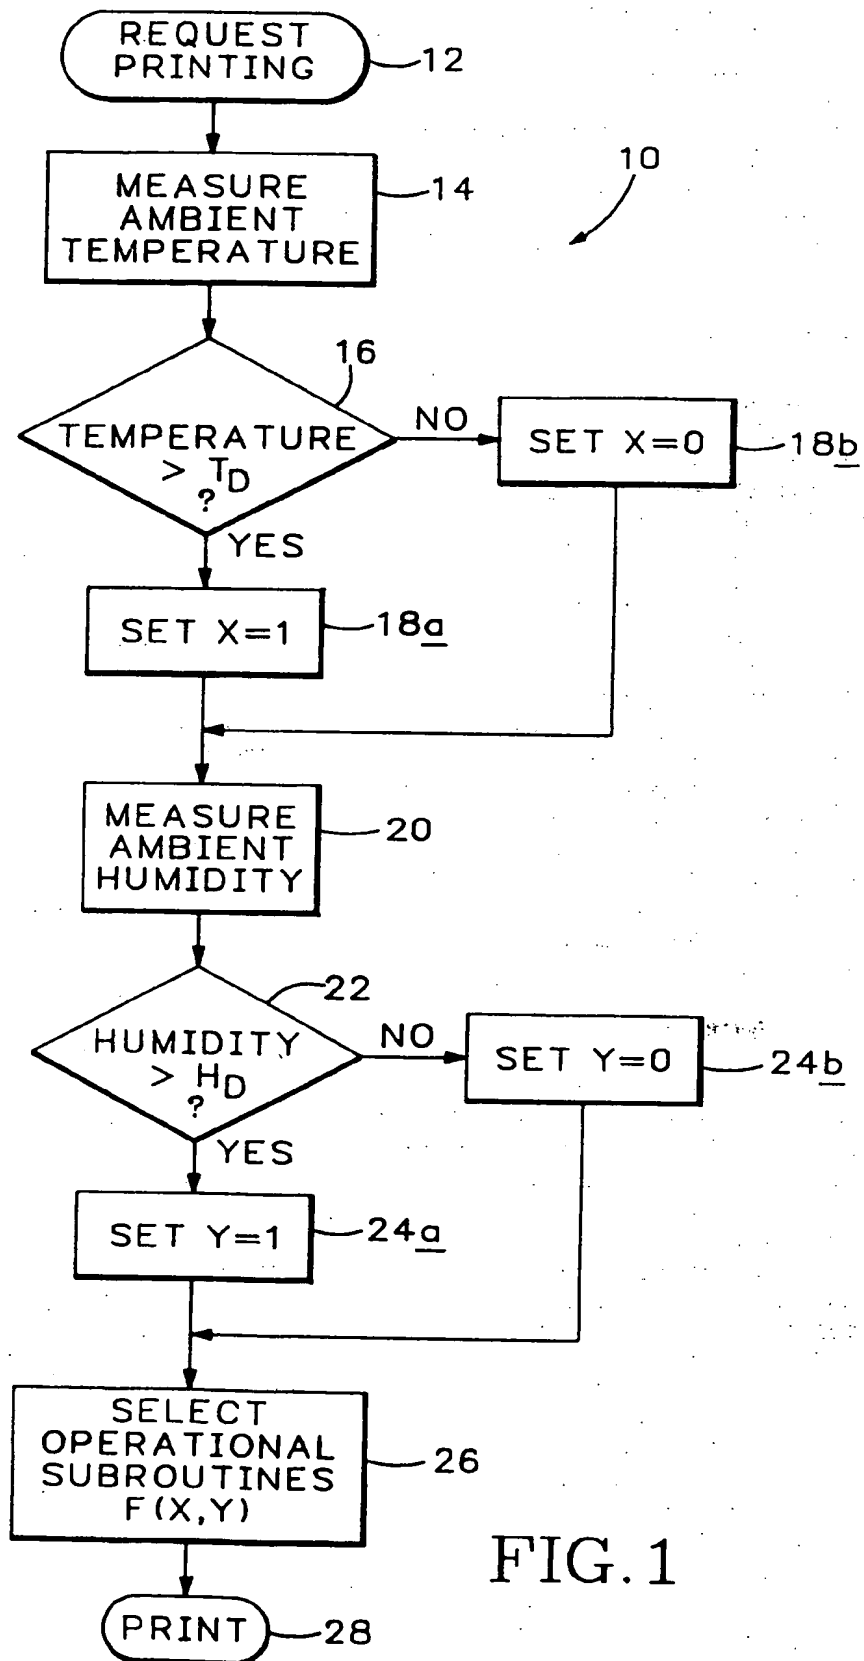 REQUEST
PRINTING
12
10
MEASURE
AMBIENT
TEMPERATURE
14
16
TEMPERATURE
> TD
?
NO
SET X=0
18b
YES
SET X=1
18a
MEASURE
AMBIENT
HUMIDITY
20
22
HUMIDITY
> HD
?
NO
SET Y=0
24b
YES
SET Y=1
24a
SELECT
OPERATIONAL
SUBROUTINES
F(X,Y)
26
FIG. 1
PRINT
28